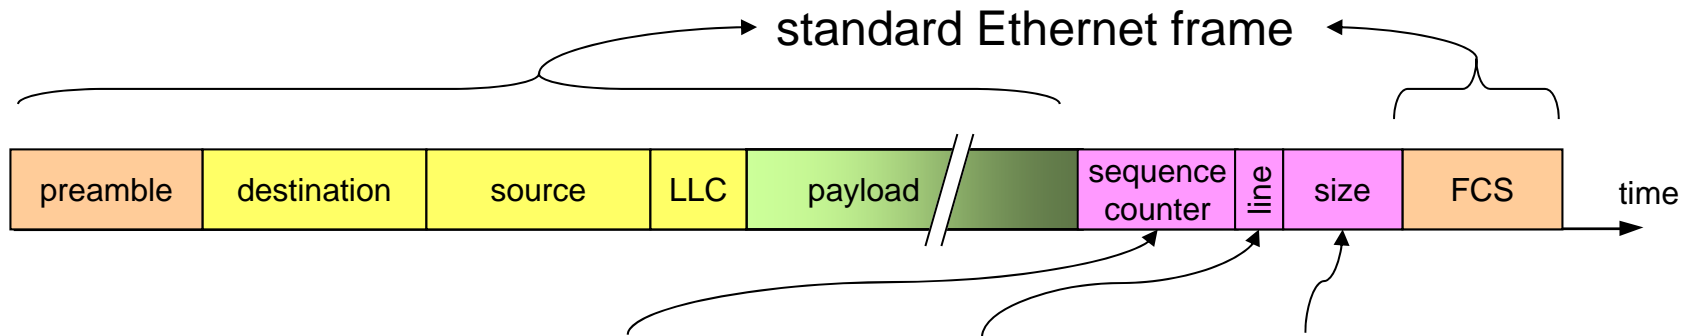 standard Ethernet frame
preamble
destination
source
LLC
payload
sequence
counter
line
size
FCS
time